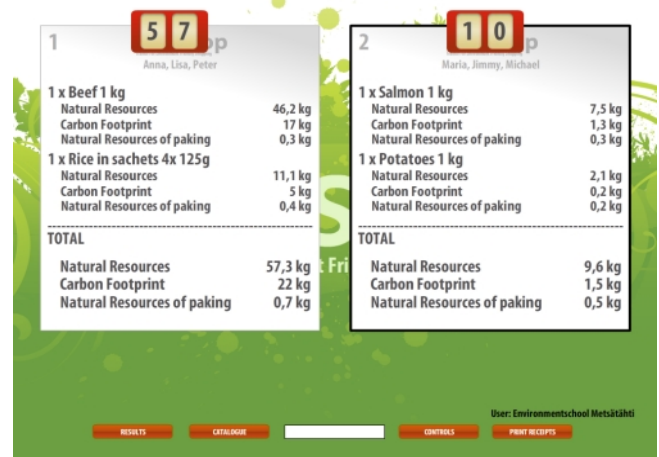 57
1
Anna, Lisa, Peter
1 x Beef 1 kg
Natural Resources 46,2 kg
Carbon Footprint 17 kg
Natural Resources of paking 0,3 kg
1 x Rice in sachets 4x 125g
Natural Resources 11,1 kg
Carbon Footprint 5 kg
Natural Resources of paking 0,4 kg
TOTAL
Natural Resources 57,3 kg
Carbon Footprint 22 kg
Natural Resources of paking 0,7 kg
10
2
Maria, Jimmy, Michael
1 x Salmon 1 kg
Natural Resources 7,5 kg
Carbon Footprint 1,3 kg
Natural Resources of paking 0,3 kg
1 x Potatoes 1 kg
Natural Resources 2,1 kg
Carbon Footprint 0,2 kg
Natural Resources of paking 0,2 kg
TOTAL
Natural Resources 9,6 kg
Carbon Footprint 1,5 kg
Natural Resources of paking 0,5 kg
User: Environmentschool Metsätähti
RESULTS
CATALOGUE
CONTROLS
PRINT RECEIPTS